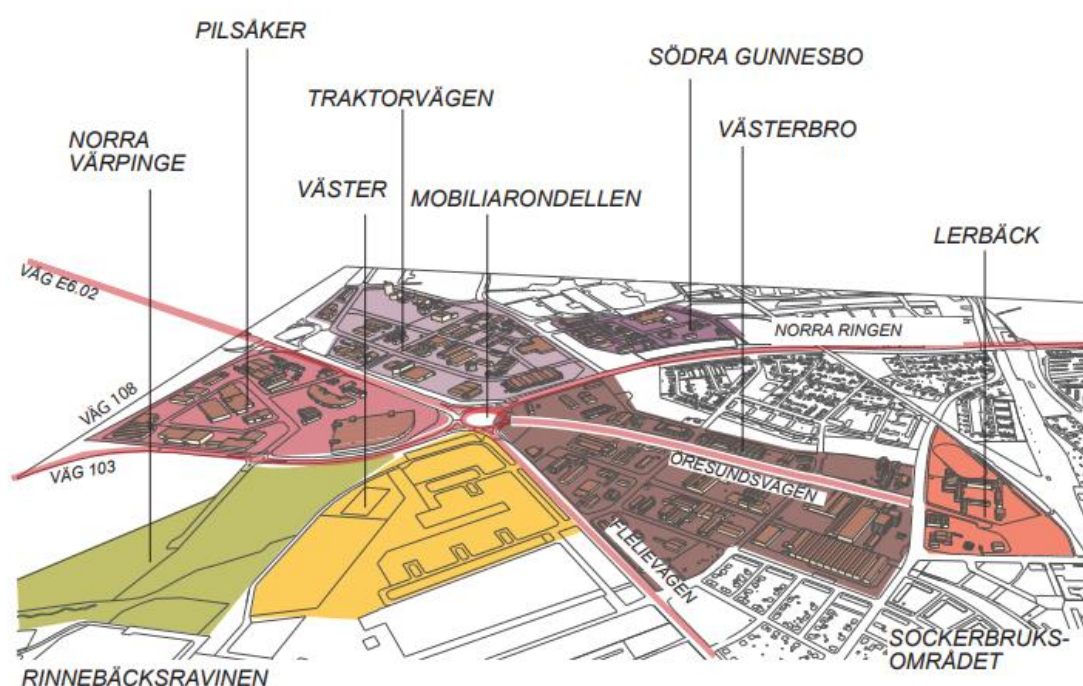 PILSÅKER
SÖDRA GUNNESBO
TRAKTORVÄGEN
VÄSTERBRO
NORRA
VÄRPINGE
VÄSTER
MOBILIARONDELLEN
LERBÄCK
VÄG E6.02
NORRA RINGEN
VÄG 108
VÄG 103
ÖRESUNDSVÄGEN
FLELIEVÄGEN
SOCKERBRUKS-
OMRÅDET
RINNEBÄCKSRAVINEN